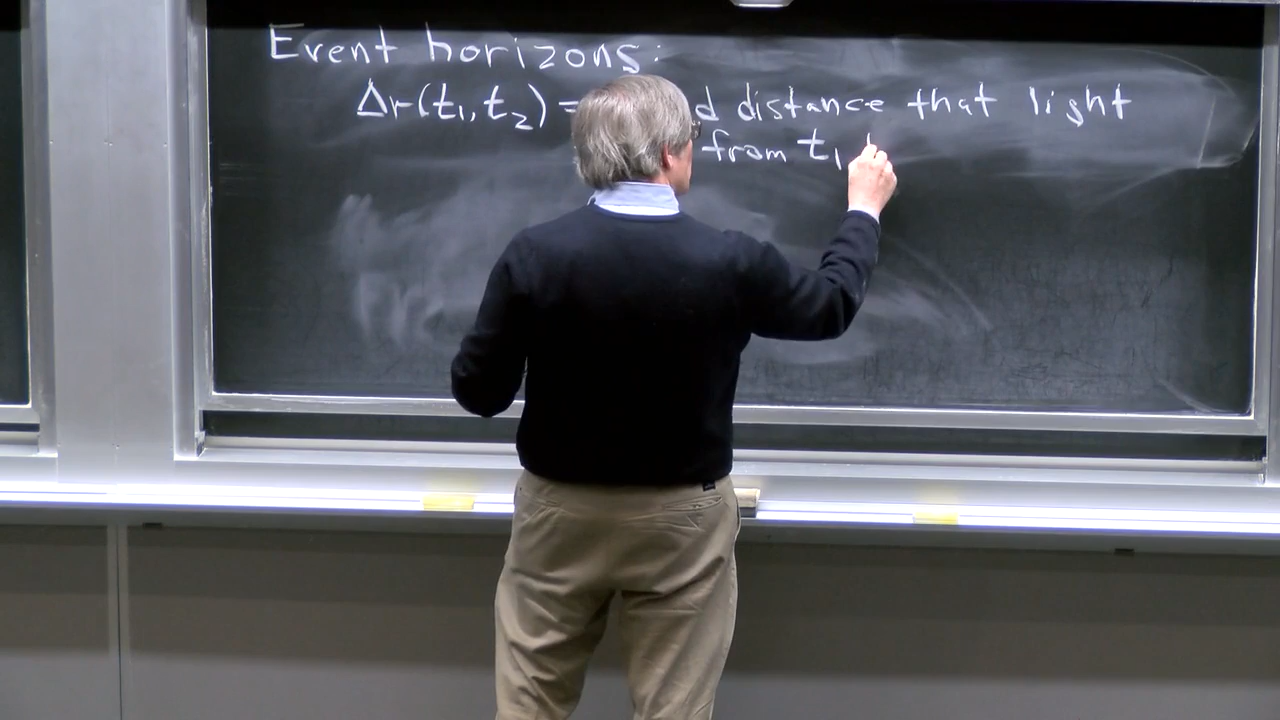 Event horizons:
Δr(t₁,t₂) = distance that light
from t₁